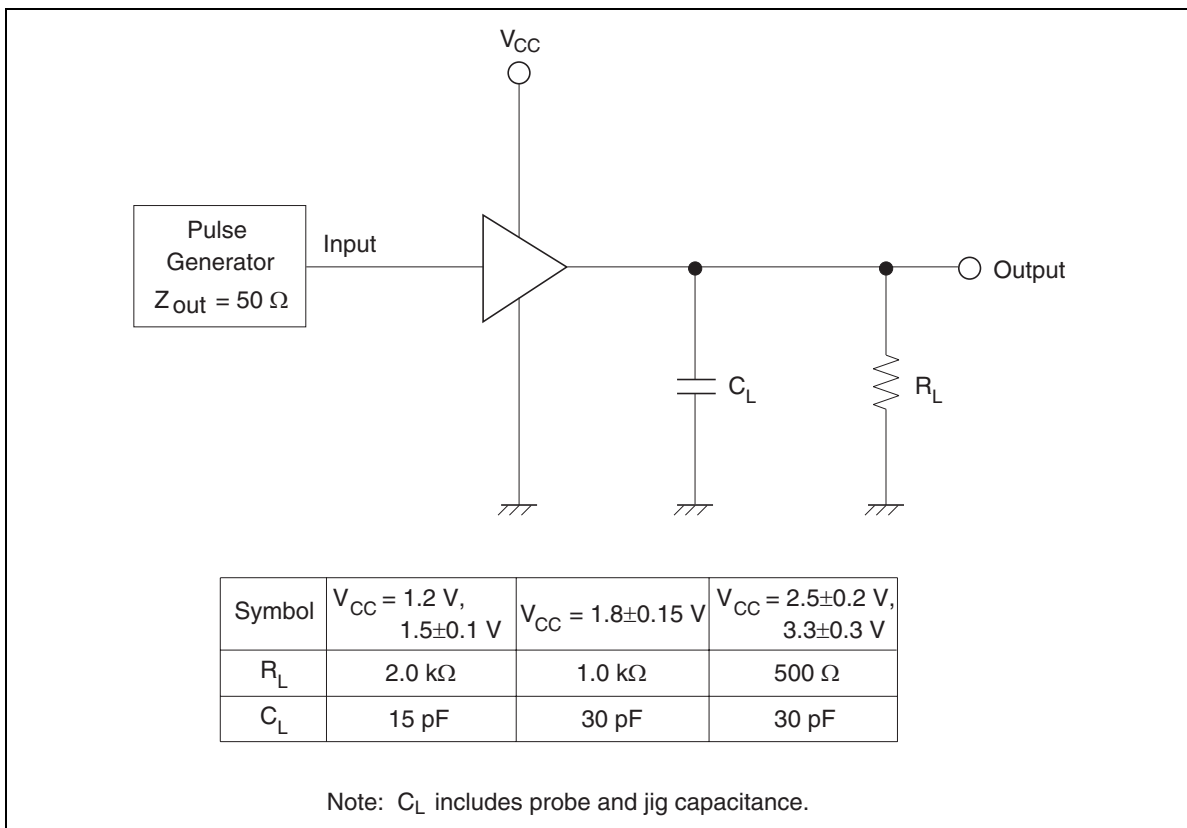 VCC
Pulse
Generator
Zout = 50 Ω
Input
Output
CL
RL
Symbol
VCC = 1.2 V,
1.5±0.1 V
VCC = 1.8±0.15 V
VCC = 2.5±0.2 V,
3.3±0.3 V
RL
2.0 kΩ
1.0 kΩ
500 Ω
CL
15 pF
30 pF
30 pF
Note: CL includes probe and jig capacitance.